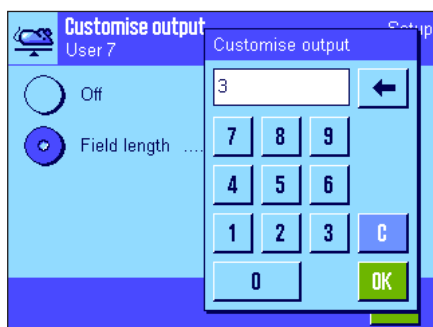 Customise output
User 7
Off
Field length ....
Customise output
3
7 8 9
4 5 6
1 2 3 C
0 OK